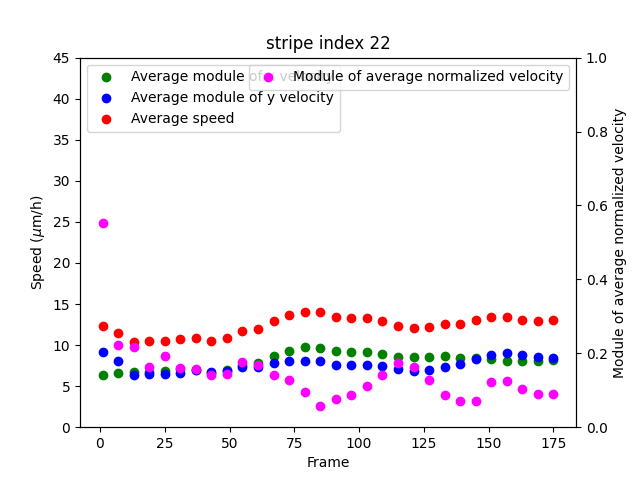 stripe index 22
Average module of x velocity
Average module of y velocity
Average speed
Module of average normalized velocity
Speed (μm/h)
45
40
35
30
25
20
15
10
5
0
1.0
0.8
0.6
0.4
0.2
0.0
Module of average normalized velocity
0 25 50 75 100 125 150 175
Frame